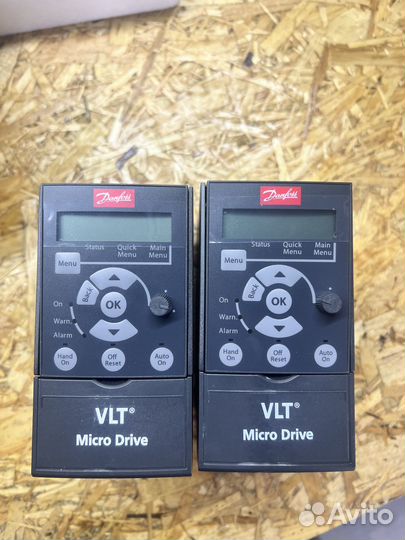 Danfoss
Status Quick Menu Main Menu
Menu
Back
OK
On
Warn.
Alarm
Hand On
Off Reset
Auto On
VLT®
Micro Drive
Danfoss
Status Quick Menu Main Menu
Menu
Back
OK
On
Warn.
Alarm
Hand On
Off Reset
Auto On
VLT®
Micro Drive
Avito